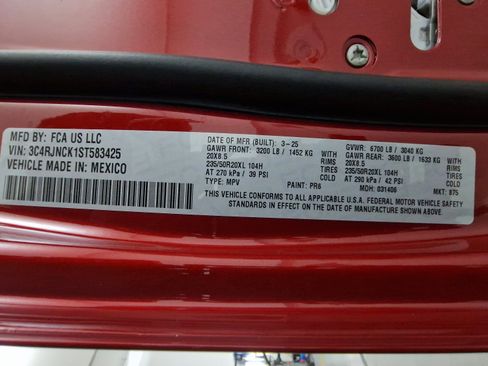 MFD BY: FCA US LLC
VIN: 3C4RJNCK1ST583425
VEHICLE MADE IN: MEXICO
DATE OF MFR (BUILT): 3-25
GAWR FRONT: 3200 LB / 1452 KG
20X8.5 RIMS
235/50R20XL 104H TIRES
AT 270 kPa / 39 PSI COLD
TYPE: MPV PAINT: PR6
GVWR: 6700 LB / 3040 KG
GAWR REAR: 3600 LB / 1633 KG
20X8.5 RIMS
235/50R20XL 104H TIRES
AT 290 kPa / 42 PSI COLD
MDH: 031406 MKT: 875
THIS VEHICLE CONFORMS TO ALL APPLICABLE U.S.A. FEDERAL MOTOR VEHICLE SAFETY
STANDARDS IN EFFECT ON THE DATE OF MANUFACTURE SHOWN ABOVE.